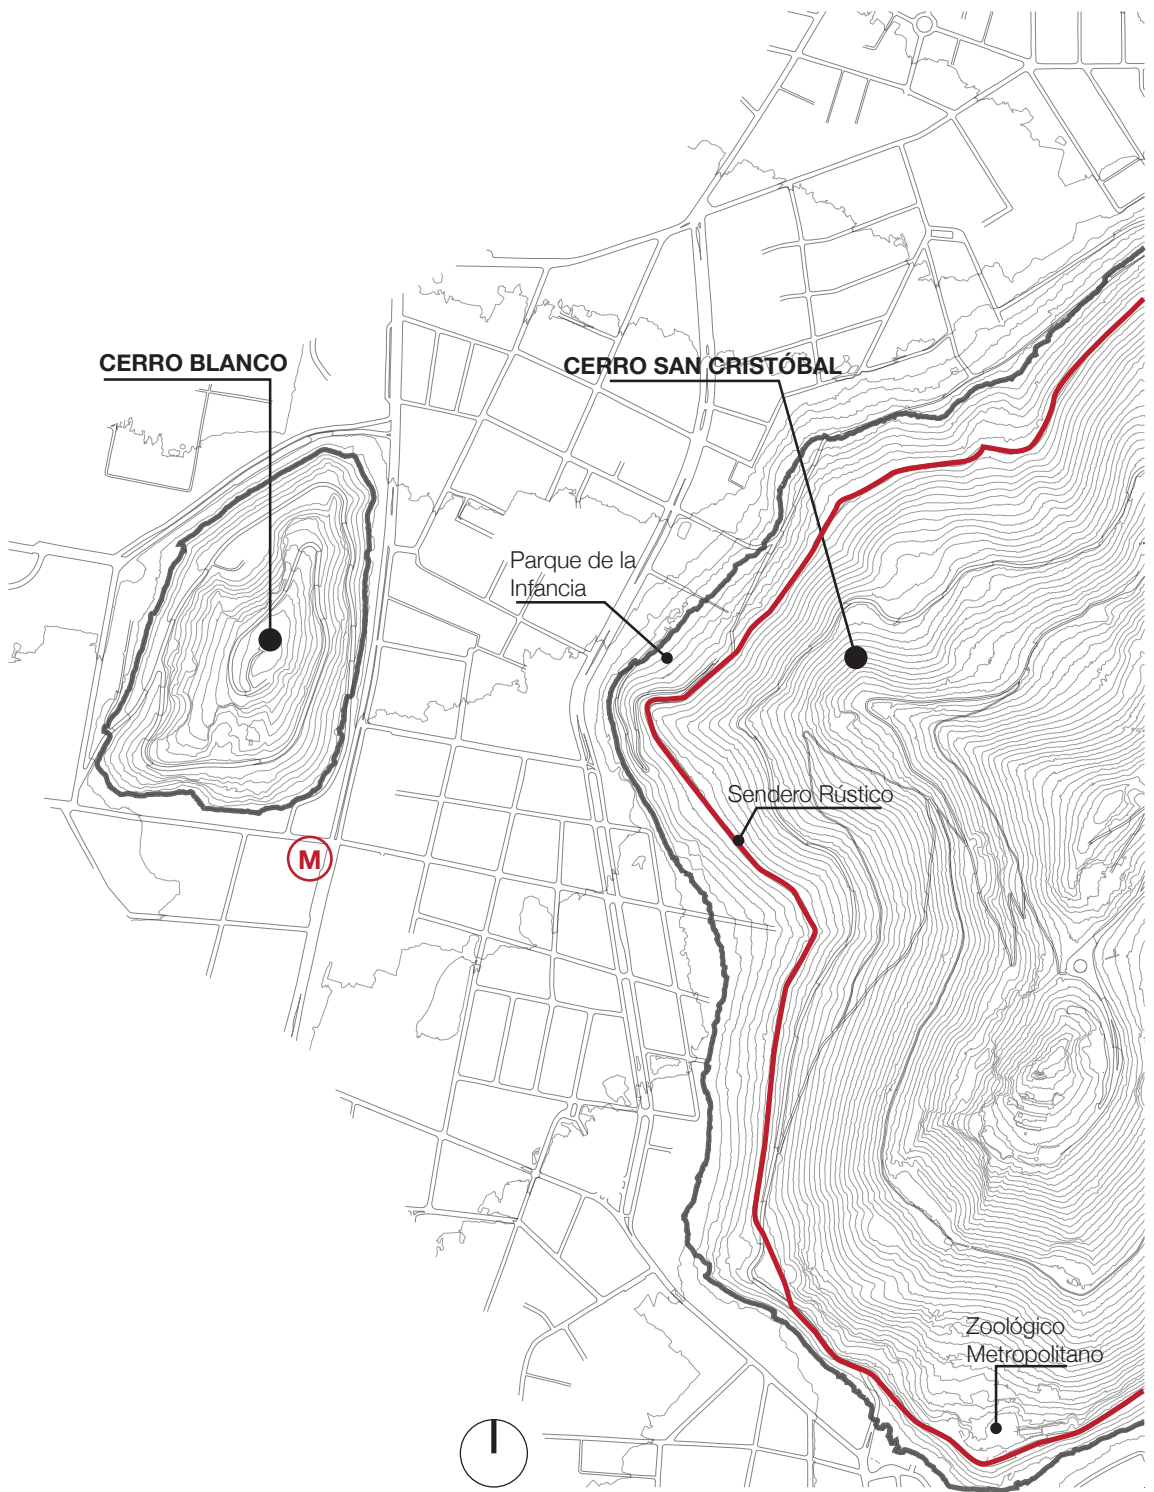 CERRO BLANCO
CERRO SAN CRISTÓBAL
Parque de la
Infancia
Sendero Rústico
M
Zoológico
Metropolitano